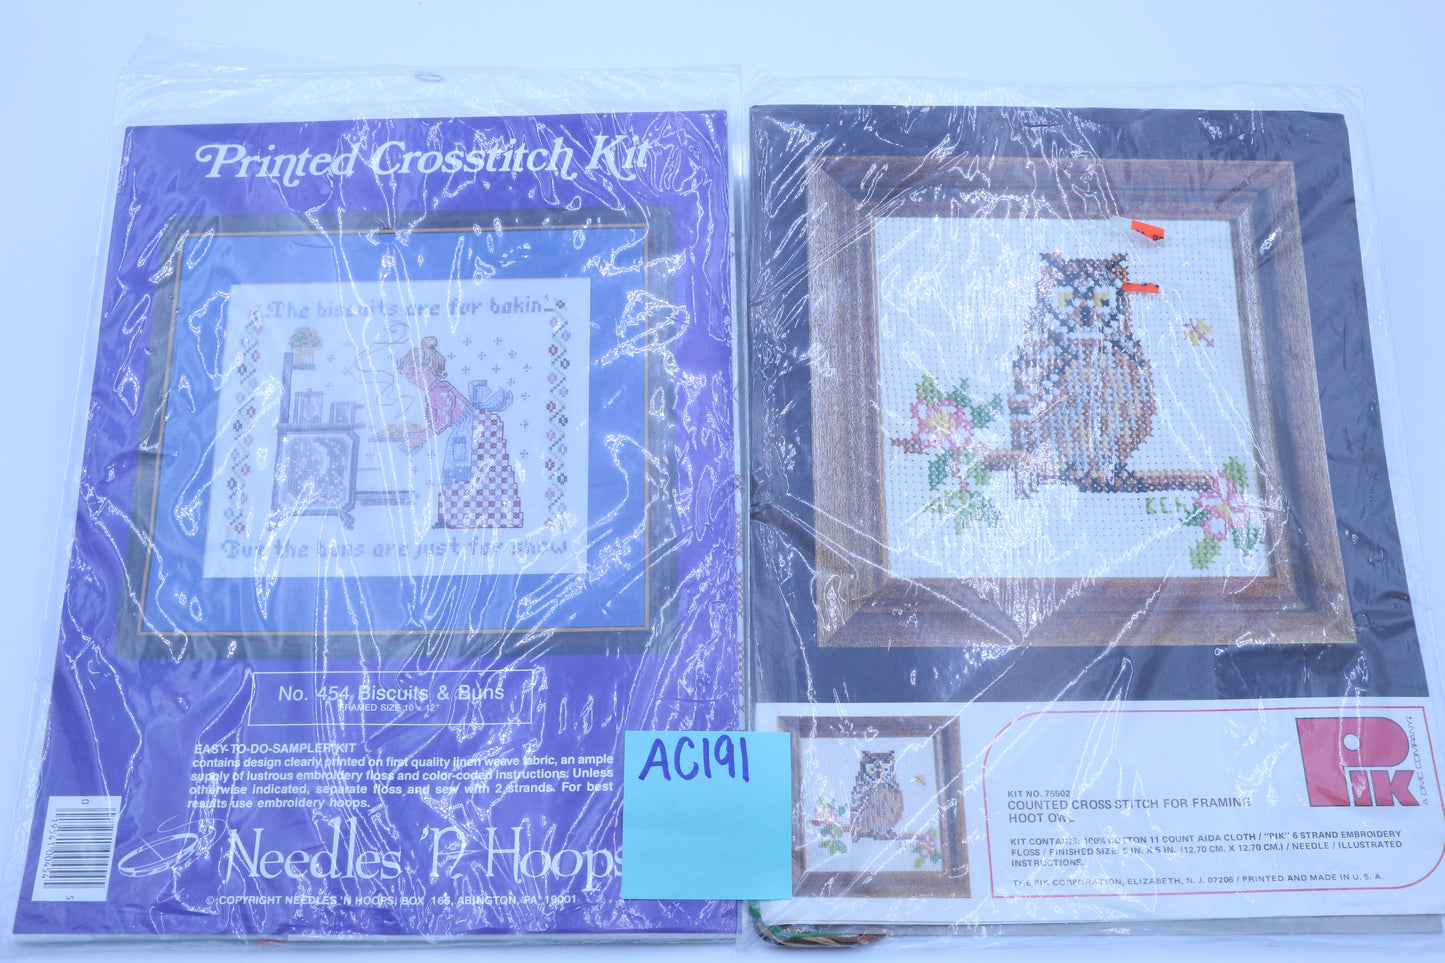 Printed Crosstitch Kit
The biscuits are for bakin'
But the buns are just for show
No. 454 Biscuits & Buns
FRAMED SIZE 10 x 12"
EASY-TO-DO-SAMPLER KIT
contains design clearly printed on first quality linen weave fabric, an ample
supply of lustrous embroidery floss and color-coded instructions. Unless
otherwise indicated, separate floss and sew with 2 strands. For best
results use embroidery hoops.
Needles 'N Hoops
© COPYRIGHT NEEDLES 'N HOOPS, BOX 165, ABINGTON, PA 19001
AC191
KIT NO. 75502
COUNTED CROSS STITCH FOR FRAMING
HOOT OWL
KIT CONTAINS: 100% COTTON 11 COUNT AIDA CLOTH / "PIK" 6 STRAND EMBROIDERY
FLOSS / FINISHED SIZE: 5 IN. X 5 IN. (12.70 CM. X 12.70 CM.) / NEEDLE / ILLUSTRATED
INSTRUCTIONS.
THE PIK CORPORATION, ELIZABETH, N. J. 07206 / PRINTED AND MADE IN U. S. A.
PIK